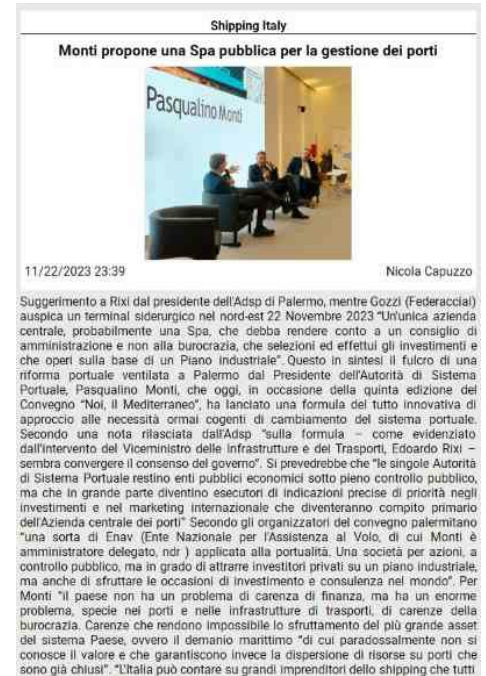 Shipping Italy
Monti propone una Spa pubblica per la gestione dei porti
Pasqualino Monti
11/22/2023 23:39
Nicola Capuzzo
Suggerimento a Rixi dal presidente dell'Adsp di Palermo, mentre Gozzi (Federacciai)
auspica un terminal siderurgico nel nord-est 22 Novembre 2023 “Un'unica azienda
centrale, probabilmente una Spa, che debba rendere conto a un consiglio di
amministrazione e non alla burocrazia, che selezioni ed effettui gli investimenti e
che operi sulla base di un Piano industriale”. Questo in sintesi il fulcro di una
riforma portuale ventilata a Palermo dal Presidente dell'Autorità di Sistema
Portuale, Pasqualino Monti, che oggi, in occasione della quinta edizione del
Convegno “Noi, il Mediterraneo”, ha lanciato una formula del tutto innovativa di
approccio alle necessità ormai cogenti di cambiamento del sistema portuale.
Secondo una nota rilasciata dall'Adsp “sulla formula – come evidenziato
dall'intervento del Viceministro delle Infrastrutture e dei Trasporti, Edoardo Rixi –
sembra convergere il consenso del governo”. Si prevedrebbe che “le singole Autorità
di Sistema Portuale restino enti pubblici economici sotto pieno controllo pubblico,
ma che in grande parte diventino esecutori di indicazioni precise di priorità negli
investimenti e nel marketing internazionale che diventeranno compito primario
dell'Azienda centrale dei porti” Secondo gli organizzatori del convegno palermitano
“una sorta di Enav (Ente Nazionale per l'Assistenza al Volo, di cui Monti è
amministratore delegato, ndr ) applicata alla portualità. Una società per azioni, a
controllo pubblico, ma in grado di attrarre investitori privati su un piano industriale,
ma anche di sfruttare le occasioni di investimento e consulenza nel mondo”. Per
Monti “il paese non ha un problema di carenza di finanza, ma ha un enorme
problema, specie nei porti e nelle infrastrutture di trasporti, di carenze della
burocrazia. Carenze che rendono impossibile lo sfruttamento del più grande asset
del sistema Paese, ovvero il demanio marittimo “di cui paradossalmente non si
conosce il valore e che garantiscono invece la dispersione di risorse su porti che
sono già chiusi”. “L'Italia può contare su grandi imprenditori dello shipping che tutti